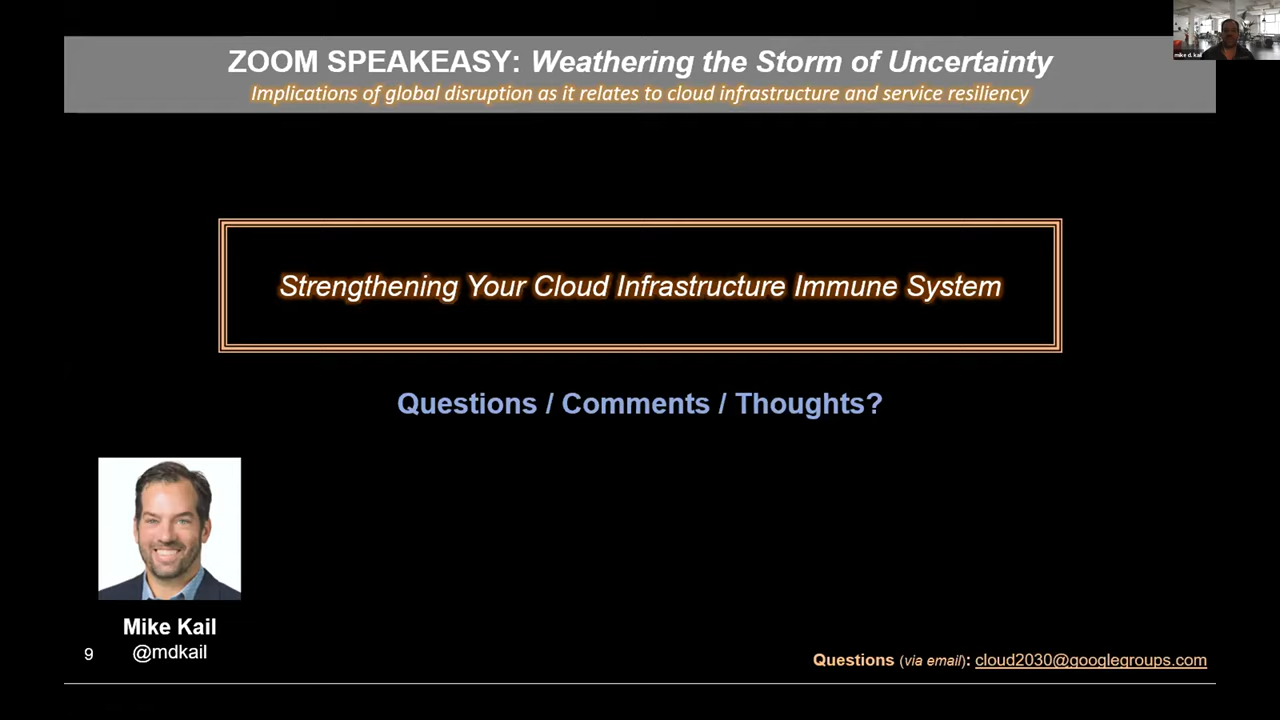 mike d. kail
ZOOM SPEAKEASY: Weathering the Storm of Uncertainty
Implications of global disruption as it relates to cloud infrastructure and service resiliency
Strengthening Your Cloud Infrastructure Immune System
Questions / Comments / Thoughts?
Mike Kail
@mdkail
9
Questions (via email): cloud2030@googlegroups.com